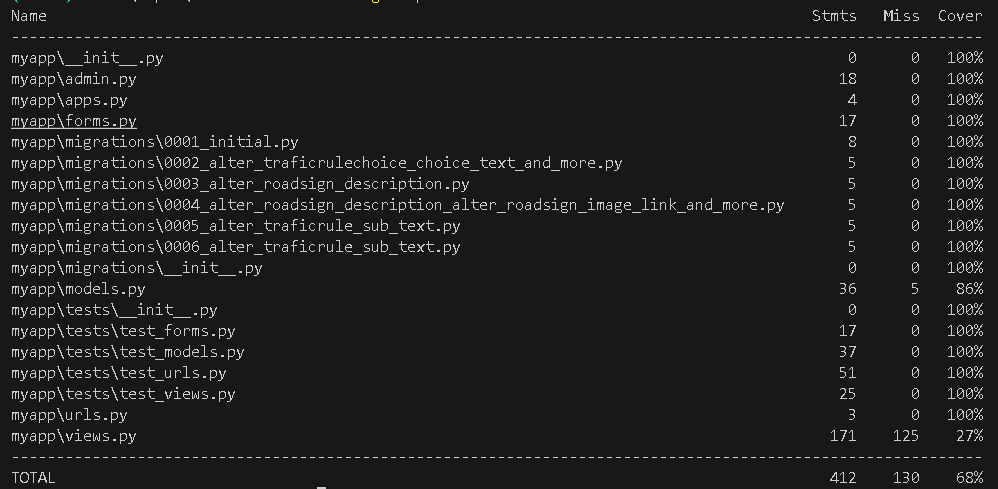 Name Stmts Miss Cover
--------------------------------------------------------------------------------------------
myapp\__init__.py 0 0 100%
myapp\admin.py 18 0 100%
myapp\apps.py 4 0 100%
myapp\forms.py 17 0 100%
myapp\migrations\0001_initial.py 8 0 100%
myapp\migrations\0002_alter_traficrulechoice_choice_text_and_more.py 5 0 100%
myapp\migrations\0003_alter_roadsign_description.py 5 0 100%
myapp\migrations\0004_alter_roadsign_description_alter_roadsign_image_link_and_more.py 5 0 100%
myapp\migrations\0005_alter_traficrule_sub_text.py 5 0 100%
myapp\migrations\0006_alter_traficrule_sub_text.py 5 0 100%
myapp\migrations\__init__.py 0 0 100%
myapp\models.py 36 5 86%
myapp\tests\__init__.py 0 0 100%
myapp\tests\test_forms.py 17 0 100%
myapp\tests\test_models.py 37 0 100%
myapp\tests\test_urls.py 51 0 100%
myapp\tests\test_views.py 25 0 100%
myapp\urls.py 3 0 100%
myapp\views.py 171 125 27%
--------------------------------------------------------------------------------------------
TOTAL 412 130 68%